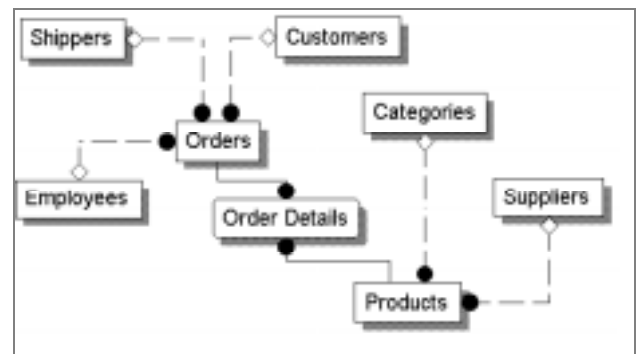 Shippers
Customers
Categories
Orders
Employees
Suppliers
Order Details
Products